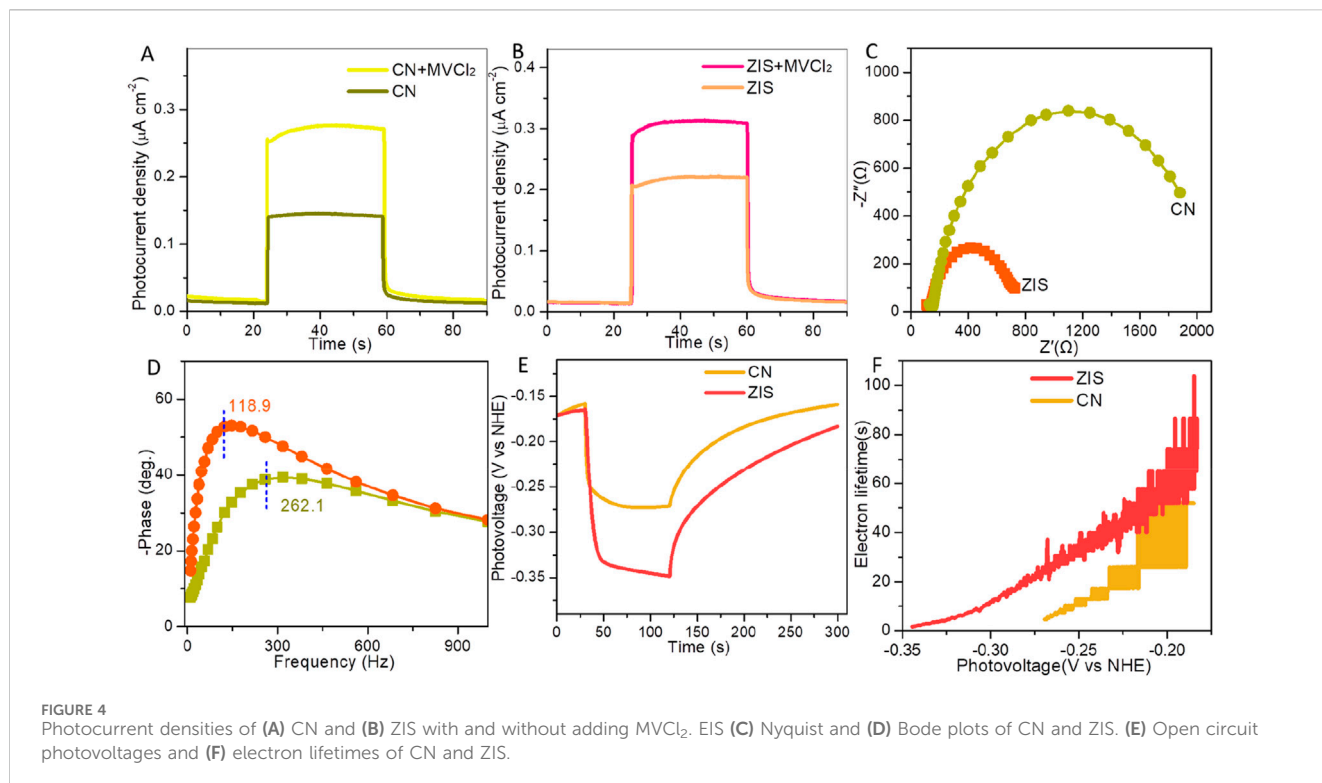 A
CN+MVCl₂
CN
Photocurrent density (μA cm⁻²)
0.3
0.2
0.1
0.0
0 20 40 60 80
Time (s)
B
ZIS+MVCl₂
ZIS
Photocurrent density (μA cm⁻²)
0.4
0.3
0.2
0.1
0.0
0 20 40 60 80
Time (s)
C
-Z″(Ω)
1000
800
600
400
200
0
CN
ZIS
0 400 800 1200 1600 2000
Z′(Ω)
D
-Phase (deg.)
60
40
20
0
118.9
262.1
0 300 600 900
Frequency (Hz)
E
CN
ZIS
Photovoltage (V vs NHE)
-0.15
-0.20
-0.25
-0.30
-0.35
0 50 100 150 200 250 300
Time (s)
F
ZIS
CN
Electron lifetime(s)
100
80
60
40
20
0
-0.35 -0.30 -0.25 -0.20
Photovoltage(V vs NHE)
FIGURE 4
Photocurrent densities of (A) CN and (B) ZIS with and without adding MVCl₂. EIS (C) Nyquist and (D) Bode plots of CN and ZIS. (E) Open circuit
photovoltages and (F) electron lifetimes of CN and ZIS.